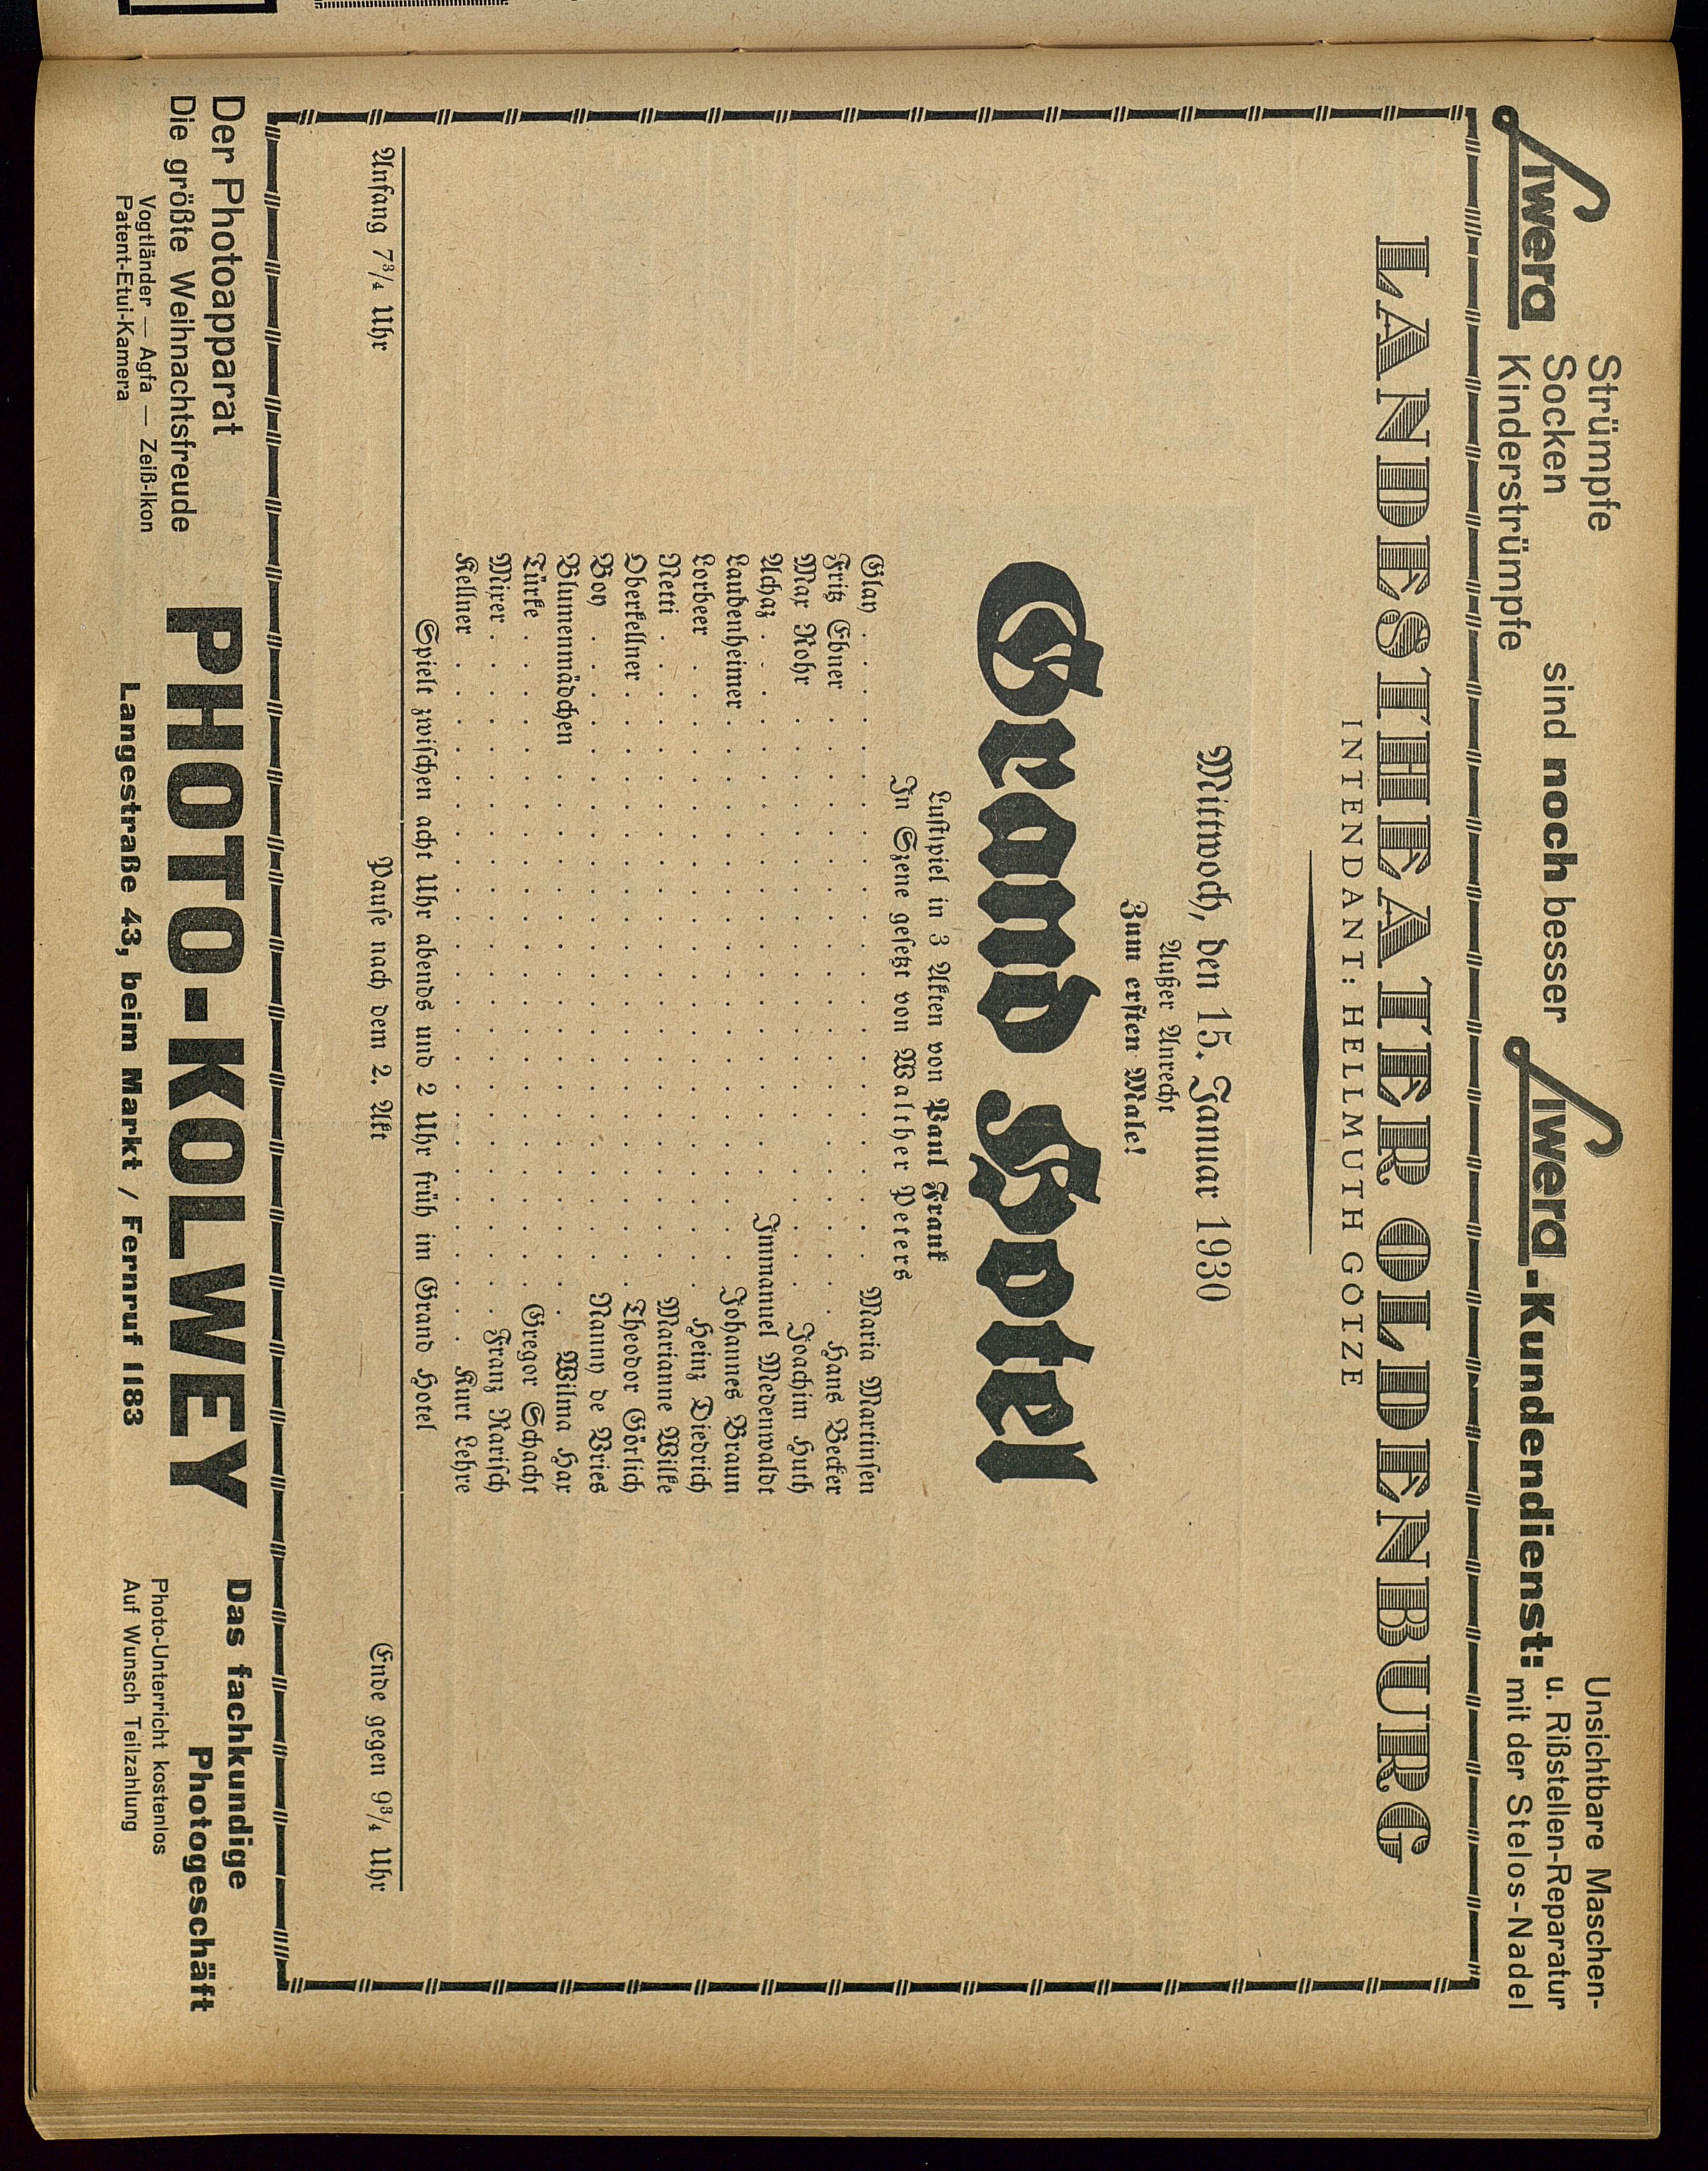 Siwera
Strümpfe
Socken
Kinderstrümpfe
sind noch besser
Siwera-Kundendienst:
Unsichtbare Maschen-
u. Rißstellen-Reparatur
mit der Stelos-Nadel
LANDESTHEATER OLDENBURG
INTENDANT: HELLMUTH GÖTZE
Mittwoch, den 15. Januar 1930
Außer Anrecht
Zum ersten Male!
Grand Hotel
Lustspiel in 3 Akten von Paul Frank
In Szene gesetzt von Walther Peters
Olay . . . . . . . . . . Maria Martinsen
Fritz Ebner . . . . . . . . . . Hans Becker
Max Rohr . . . . . . . . . . Joachim Huth
Achaz . . . . . . . . . . Immanuel Medenwaldt
Laubenheimer . . . . . . . . . . Johannes Braun
Lorbeer . . . . . . . . . . Heinz Diedrich
Netti . . . . . . . . . . Marianne Wilke
Oberkellner . . . . . . . . . . Theodor Görlich
Boy . . . . . . . . . . Nanny de Vries
Blumenmädchen . . . . . . . . . . Wilma Hax
Türke . . . . . . . . . . Gregor Schacht
Mixer . . . . . . . . . . Franz Rarisch
Kellner . . . . . . . . . . Kurt Lehre
Spielt zwischen acht Uhr abends und 2 Uhr früh im Grand Hotel
Anfang 7¾ Uhr Pause nach dem 2. Akt Ende gegen 9¾ Uhr
Der Photoapparat
Die größte Weihnachtsfreude
Vogtländer — Agfa — Zeiß-Ikon
Patent-Etui-Kamera
PHOTO-KOLWEY
Langestraße 43, beim Markt / Fernruf 1183
Das fachkundige
Photogeschäft
Photo-Unterricht kostenlos
Auf Wunsch Teilzahlung